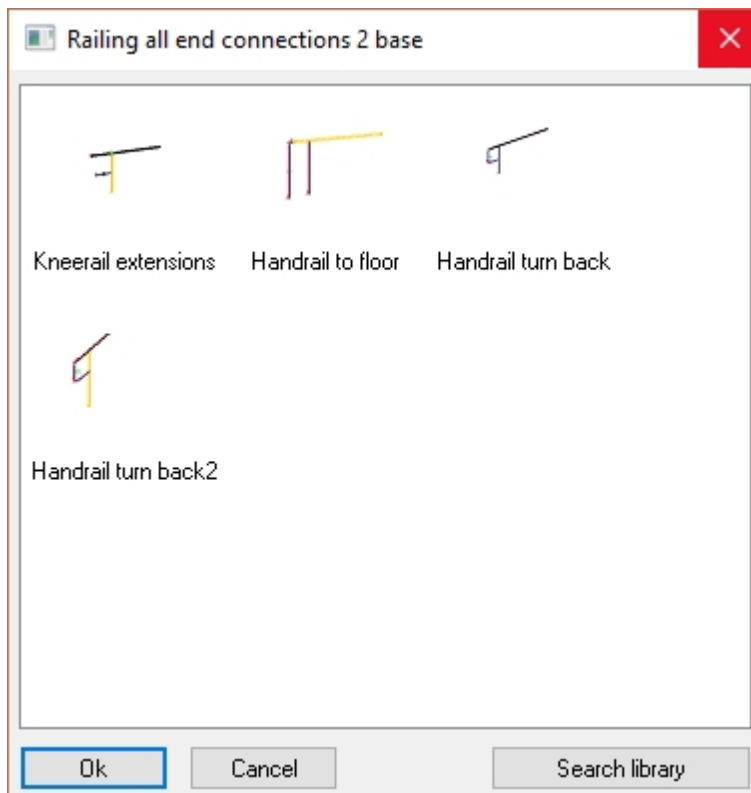 Railing all end connections 2 base
Kneerail extensions Handrail to floor Handrail turn back
Handrail turn back2
Ok Cancel Search library